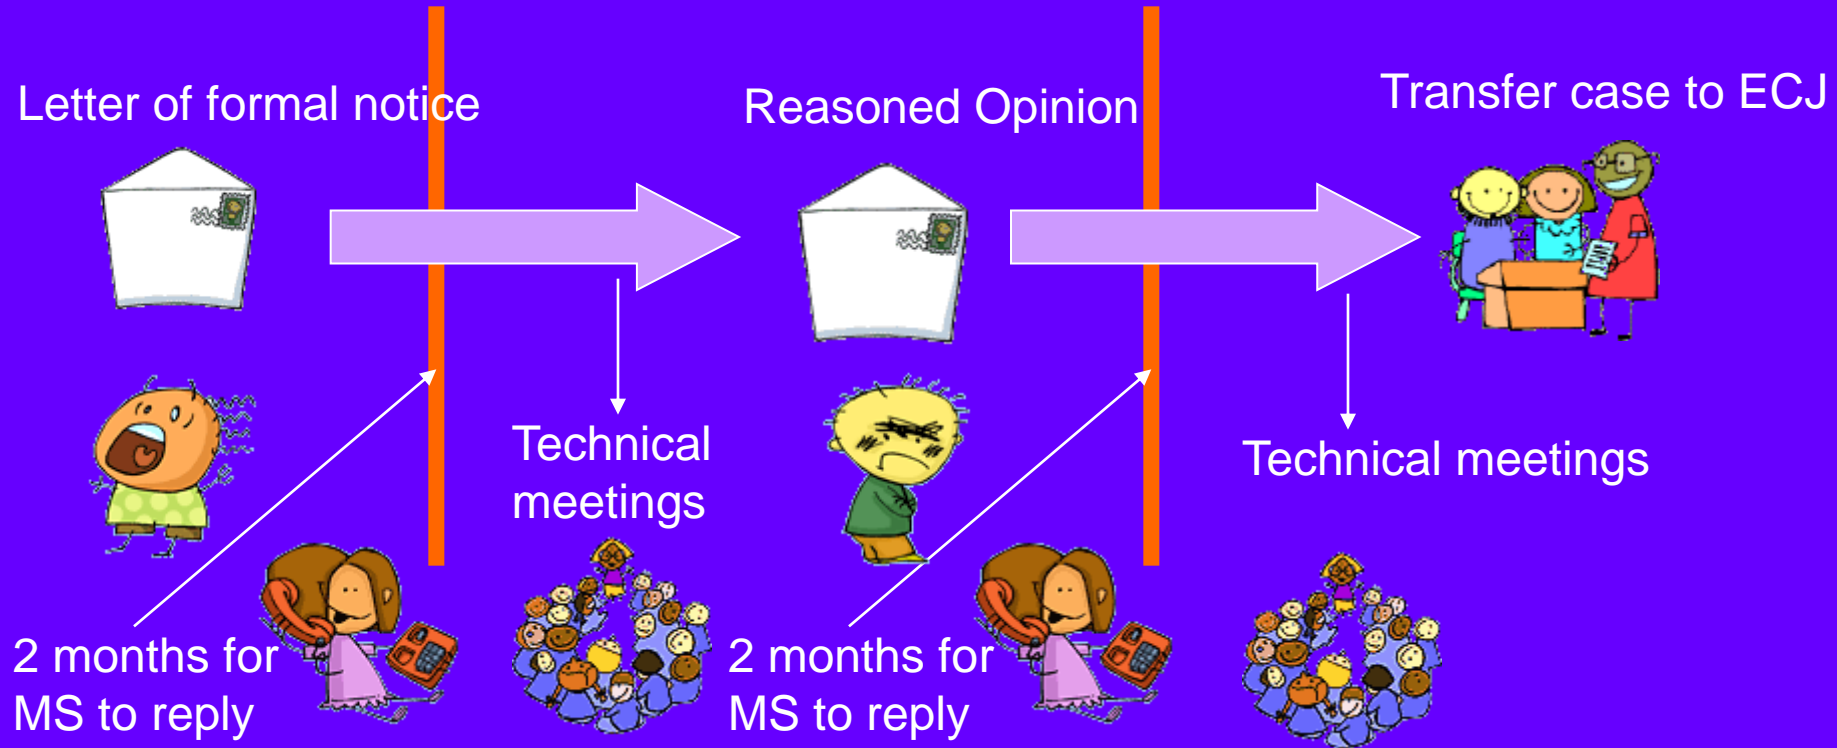 Letter of formal notice
Reasoned Opinion
Transfer case to ECJ
Technical
meetings
Technical meetings
2 months for
MS to reply
2 months for
MS to reply